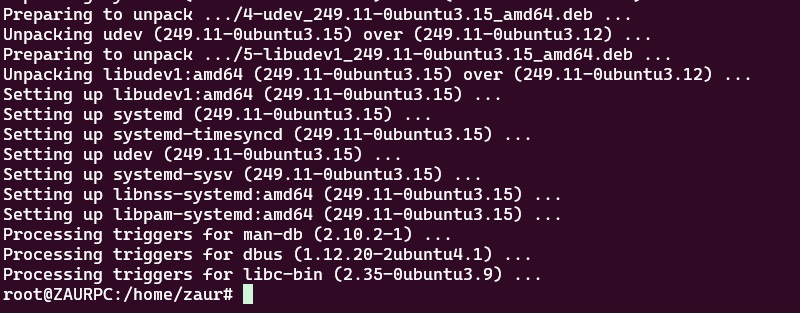 Preparing to unpack .../4-udev_249.11-0ubuntu3.15_amd64.deb ...
Unpacking udev (249.11-0ubuntu3.15) over (249.11-0ubuntu3.12) ...
Preparing to unpack .../5-libudev1_249.11-0ubuntu3.15_amd64.deb ...
Unpacking libudev1:amd64 (249.11-0ubuntu3.15) over (249.11-0ubuntu3.12) ...
Setting up libudev1:amd64 (249.11-0ubuntu3.15) ...
Setting up systemd (249.11-0ubuntu3.15) ...
Setting up systemd-timesyncd (249.11-0ubuntu3.15) ...
Setting up udev (249.11-0ubuntu3.15) ...
Setting up systemd-sysv (249.11-0ubuntu3.15) ...
Setting up libnss-systemd:amd64 (249.11-0ubuntu3.15) ...
Setting up libpam-systemd:amd64 (249.11-0ubuntu3.15) ...
Processing triggers for man-db (2.10.2-1) ...
Processing triggers for dbus (1.12.20-2ubuntu4.1) ...
Processing triggers for libc-bin (2.35-0ubuntu3.9) ...
root@ZAURPC:/home/zaur#